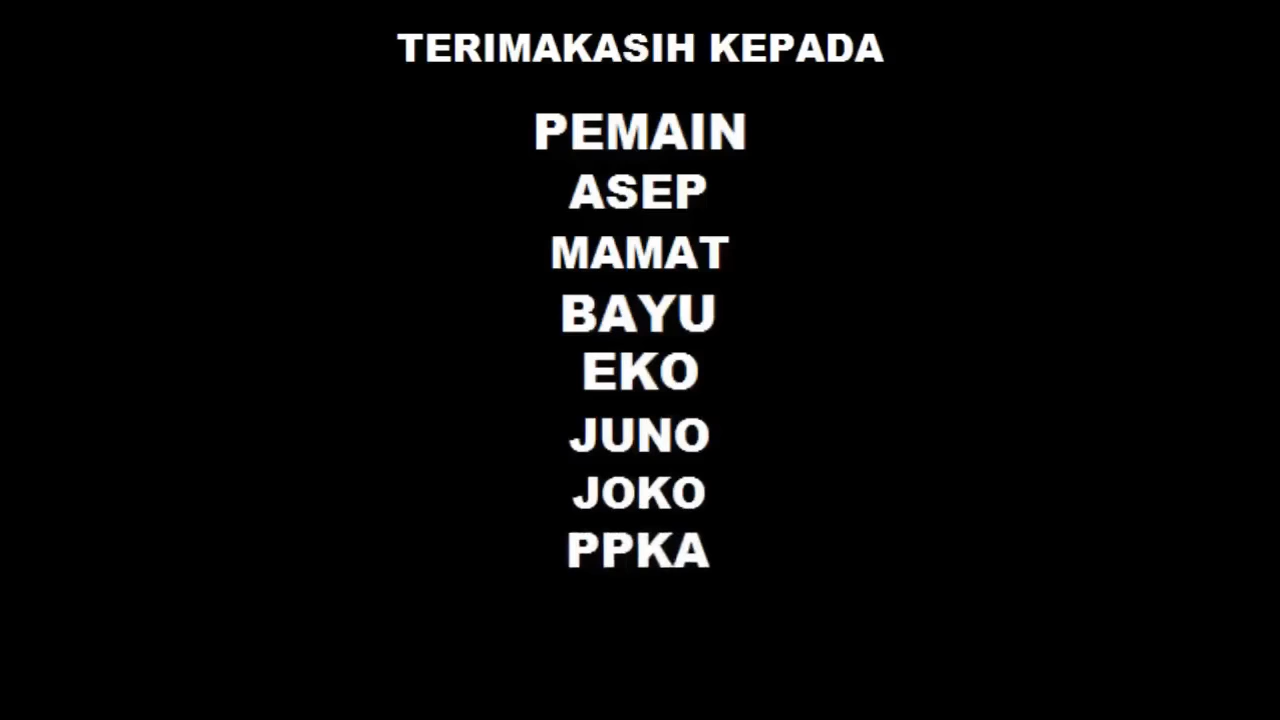 TERIMAKASIH KEPADA
PEMAIN
ASEP
MAMAT
BAYU
EKO
JUNO
JOKO
PPKA